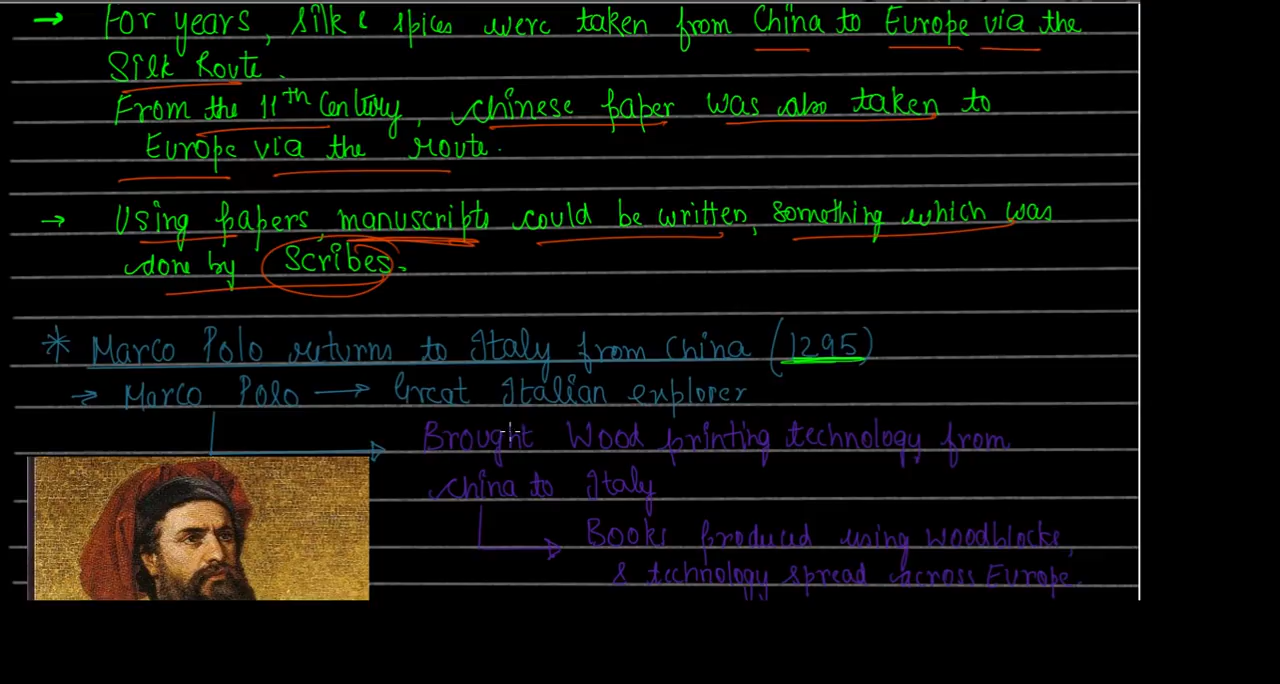 → For years, silk & spices were taken from China to Europe via the
Silk Route.
From the 11th Century, chinese paper was also taken to
Europe via the route.
→ Using papers, manuscripts could be written, something which was
done by Scribes.
* Marco Polo returns to Italy from China (1295)
→ Marco Polo → Great Italian explorer
Brought Wood printing technology from
china to Italy
Books produced using woodblocks,
& technology spread across Europe.